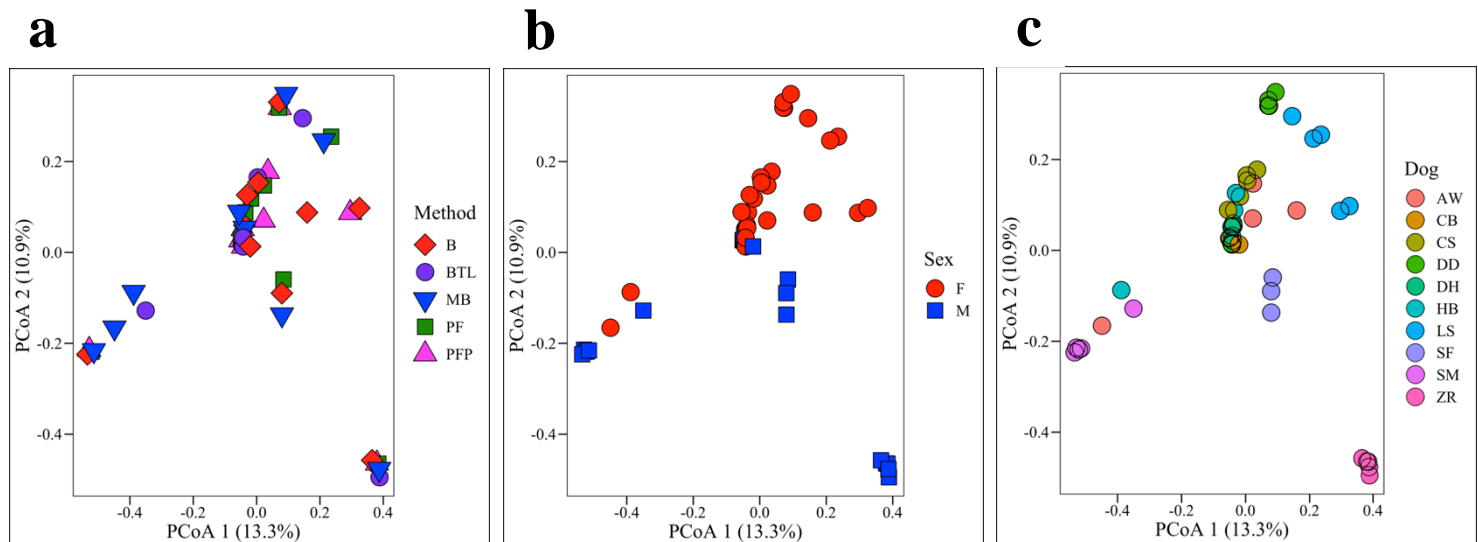 a
b
c
0.2
0.0
-0.2
-0.4
PCoA 2 (10.9%)
-0.4 -0.2 0.0 0.2 0.4
PCoA 1 (13.3%)
Method
B
BTL
MB
PF
PFP
0.2
0.0
-0.2
-0.4
PCoA 2 (10.9%)
-0.4 -0.2 0.0 0.2 0.4
PCoA 1 (13.3%)
Sex
F
M
0.2
0.0
-0.2
-0.4
PCoA 2 (10.9%)
-0.4 -0.2 0.0 0.2 0.4
PCoA 1 (13.3%)
Dog
AW
CB
CS
DD
DH
HB
LS
SF
SM
ZR